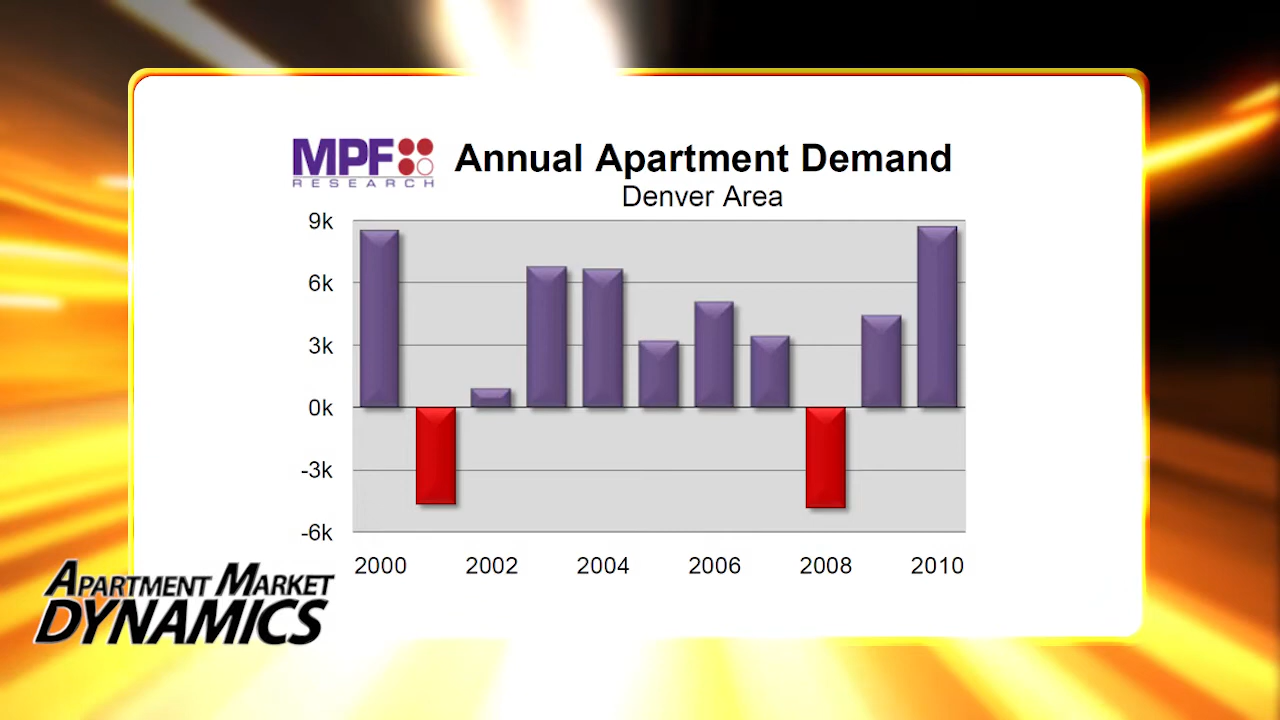 MPF
RESEARCH
Annual Apartment Demand
Denver Area
9k
6k
3k
0k
-3k
-6k
2000 2002 2004 2006 2008 2010
APARTMENT MARKET
DYNAMICS